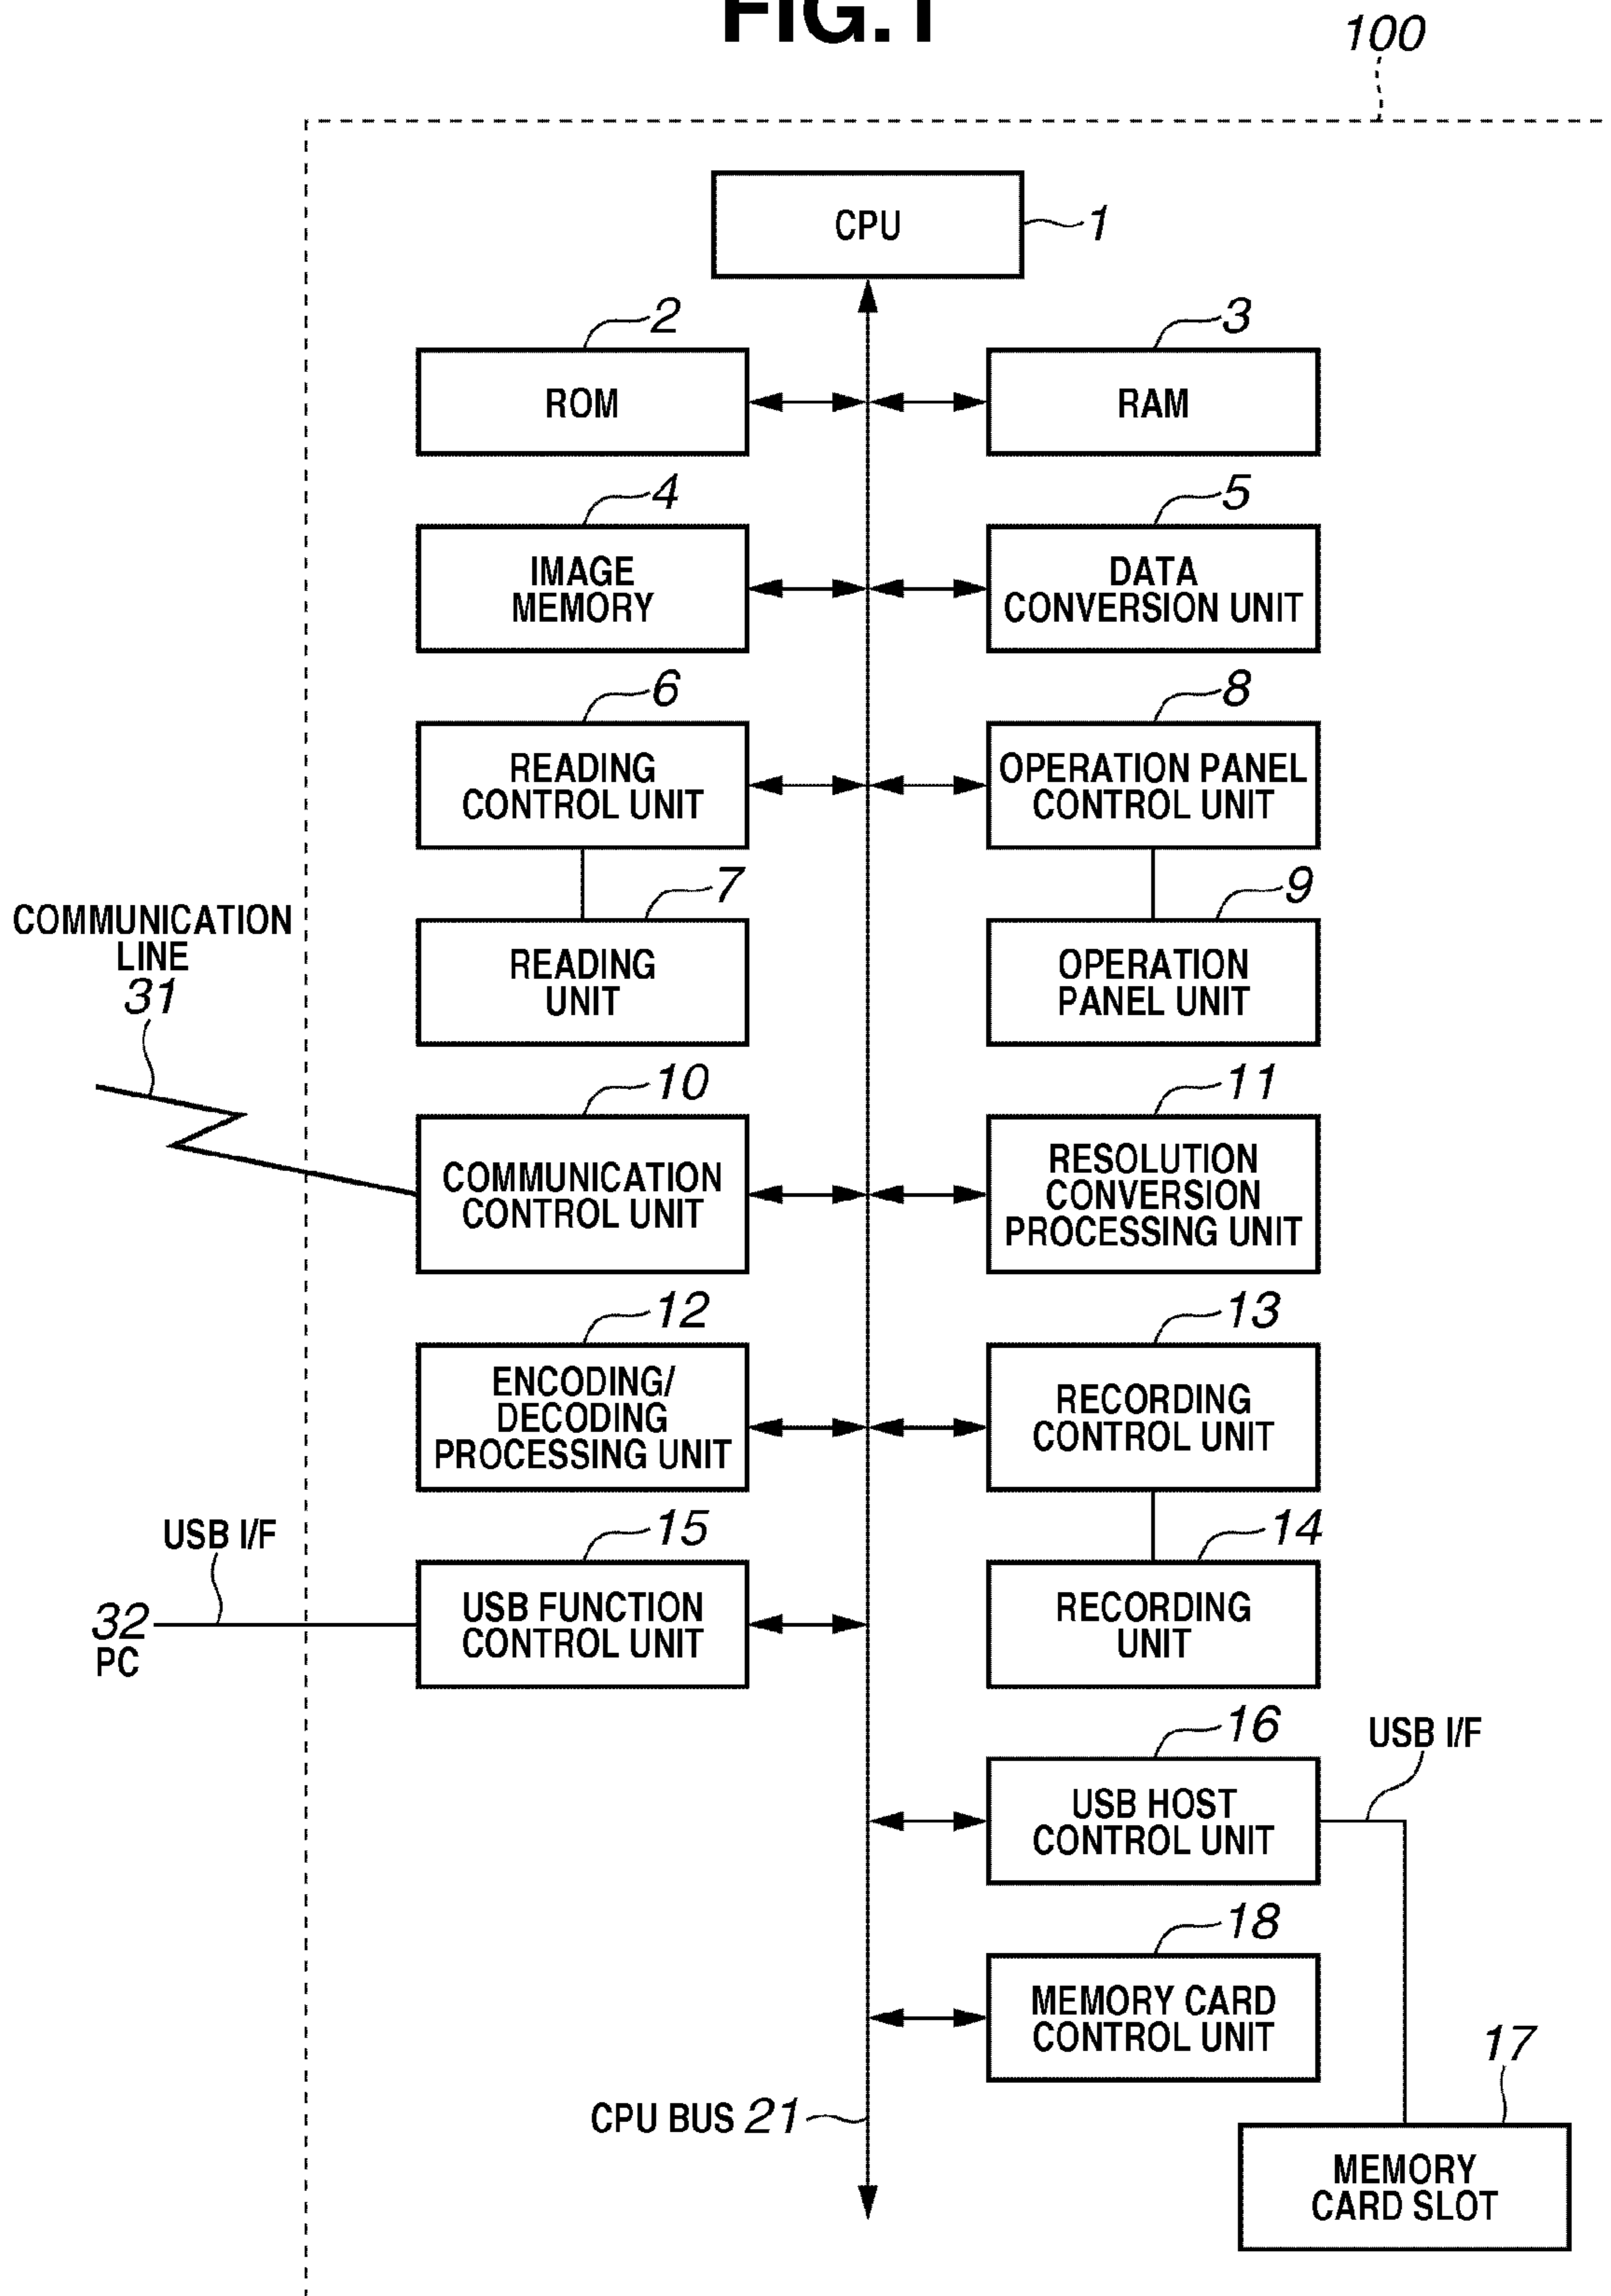 FIG.1
100
CPU
1
2
3
ROM
RAM
4
5
IMAGE
MEMORY
DATA
CONVERSION UNIT
6
8
READING
CONTROL UNIT
OPERATION PANEL
CONTROL UNIT
7
9
COMMUNICATION
LINE
31
READING
UNIT
OPERATION
PANEL UNIT
10
11
COMMUNICATION
CONTROL UNIT
RESOLUTION
CONVERSION
PROCESSING UNIT
12
13
ENCODING/
DECODING
PROCESSING UNIT
RECORDING
CONTROL UNIT
USB I/F
15
14
32
PC
USB FUNCTION
CONTROL UNIT
RECORDING
UNIT
16
USB I/F
USB HOST
CONTROL UNIT
18
MEMORY CARD
CONTROL UNIT
17
CPU BUS 21
MEMORY
CARD SLOT